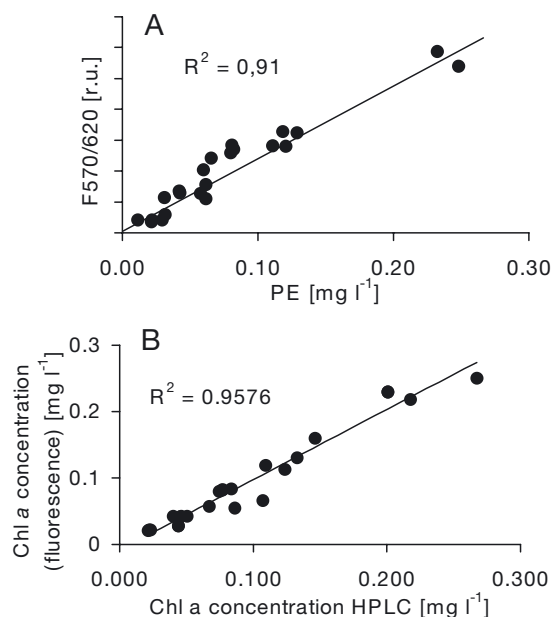 A
R² = 0,91
F570/620 [r.u.]
0.00 0.10 0.20 0.30
PE [mg l⁻¹]
B
R² = 0.9576
Chl a concentration
(fluorescence) [mg l⁻¹]
0.3
0.2
0.1
0
0.000 0.100 0.200 0.300
Chl a concentration HPLC [mg l⁻¹]